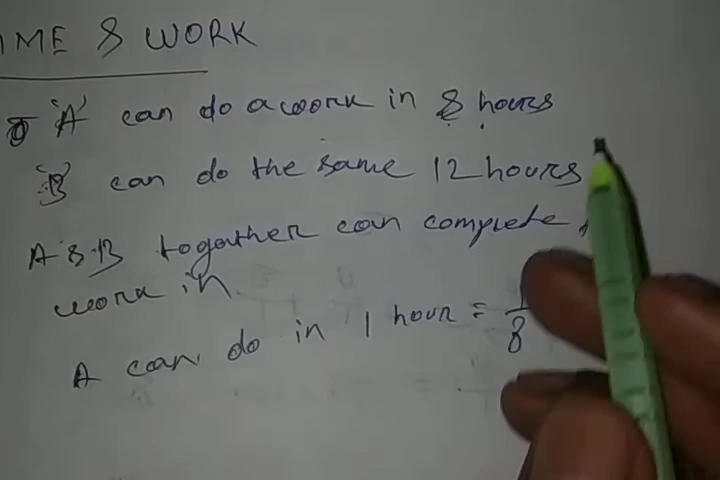 IME & WORK
'A' can do a work in 8 hours
'B' can do the same 12 hours
A & B togather can complete
work in
A can do in 1 hour = 1/8